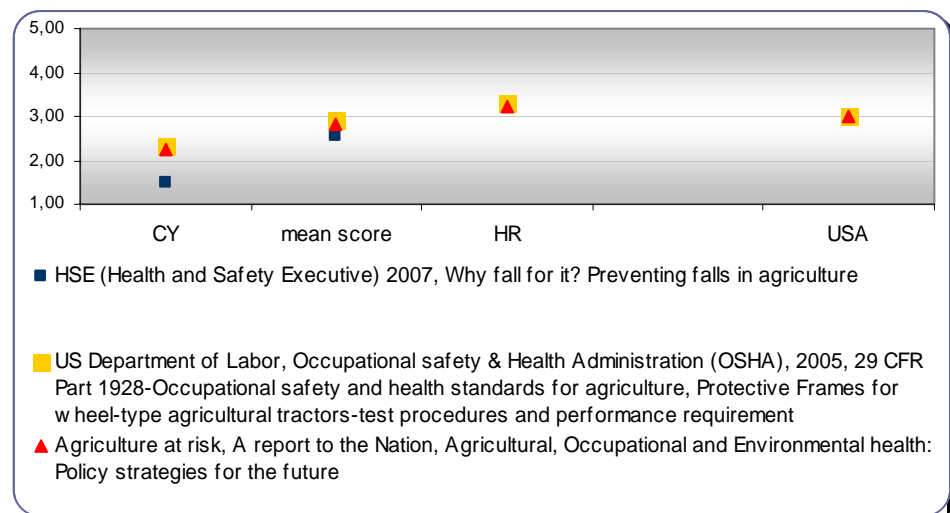 5,00
4,00
3,00
2,00
1,00
CY mean score HR USA
HSE (Health and Safety Executive) 2007, Why fall for it? Preventing falls in agriculture
US Department of Labor, Occupational safety & Health Administration (OSHA), 2005, 29 CFR
Part 1928-Occupational safety and health standards for agriculture, Protective Frames for
w heel-type agricultural tractors-test procedures and performance requirement
Agriculture at risk, A report to the Nation, Agricultural, Occupational and Environmental health:
Policy strategies for the future